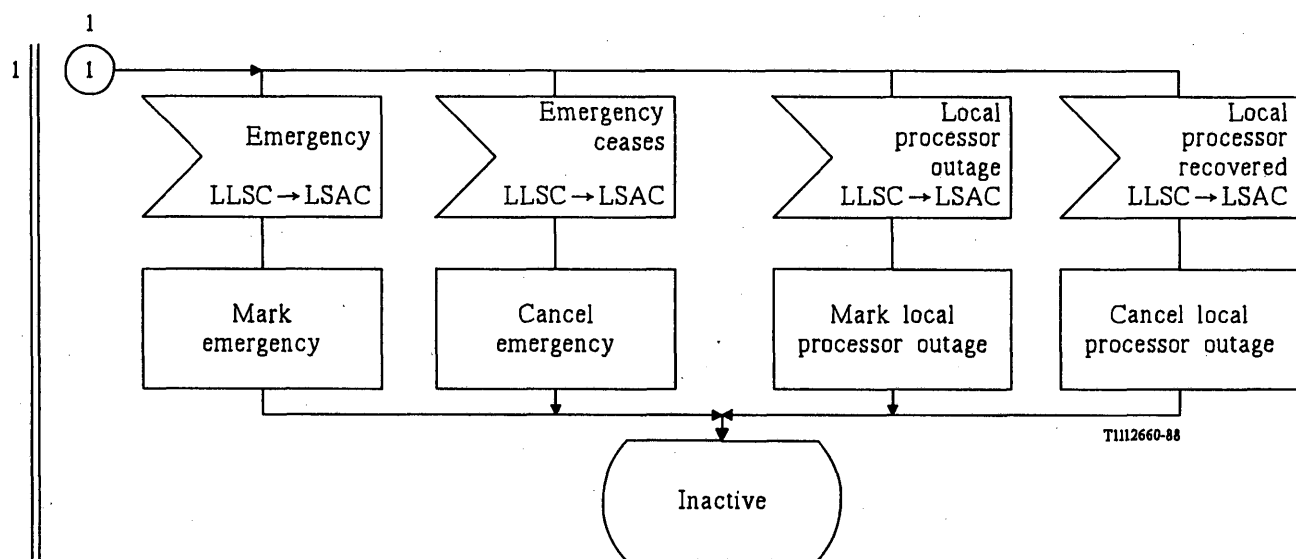 1
1
1
Emergency
LLSC → LSAC
Emergency
ceases
LLSC → LSAC
Local
processor
outage
LLSC → LSAC
Local
processor
recovered
LLSC → LSAC
Mark
emergency
Cancel
emergency
Mark local
processor outage
Cancel local
processor outage
T1112660-88
Inactive